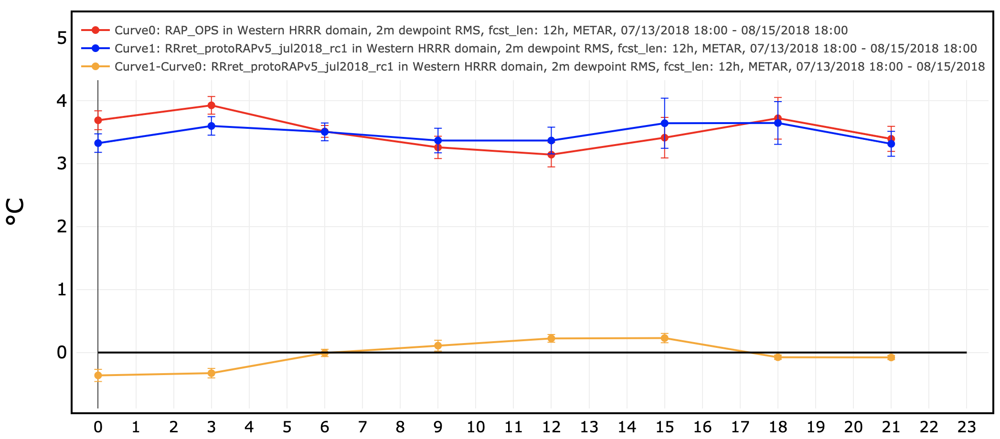 Curve0: RAP_OPS in Western HRRR domain, 2m dewpoint RMS, fcst_len: 12h, METAR, 07/13/2018 18:00 - 08/15/2018 18:00
Curve1: RRret_protoRAPv5_jul2018_rc1 in Western HRRR domain, 2m dewpoint RMS, fcst_len: 12h, METAR, 07/13/2018 18:00 - 08/15/2018 18:00
Curve1-Curve0: RRret_protoRAPv5_jul2018_rc1 in Western HRRR domain, 2m dewpoint RMS, fcst_len: 12h, METAR, 07/13/2018 18:00 - 08/15/2018
5
4
3
2
1
0
°C
0 1 2 3 4 5 6 7 8 9 10 11 12 13 14 15 16 17 18 19 20 21 22 23